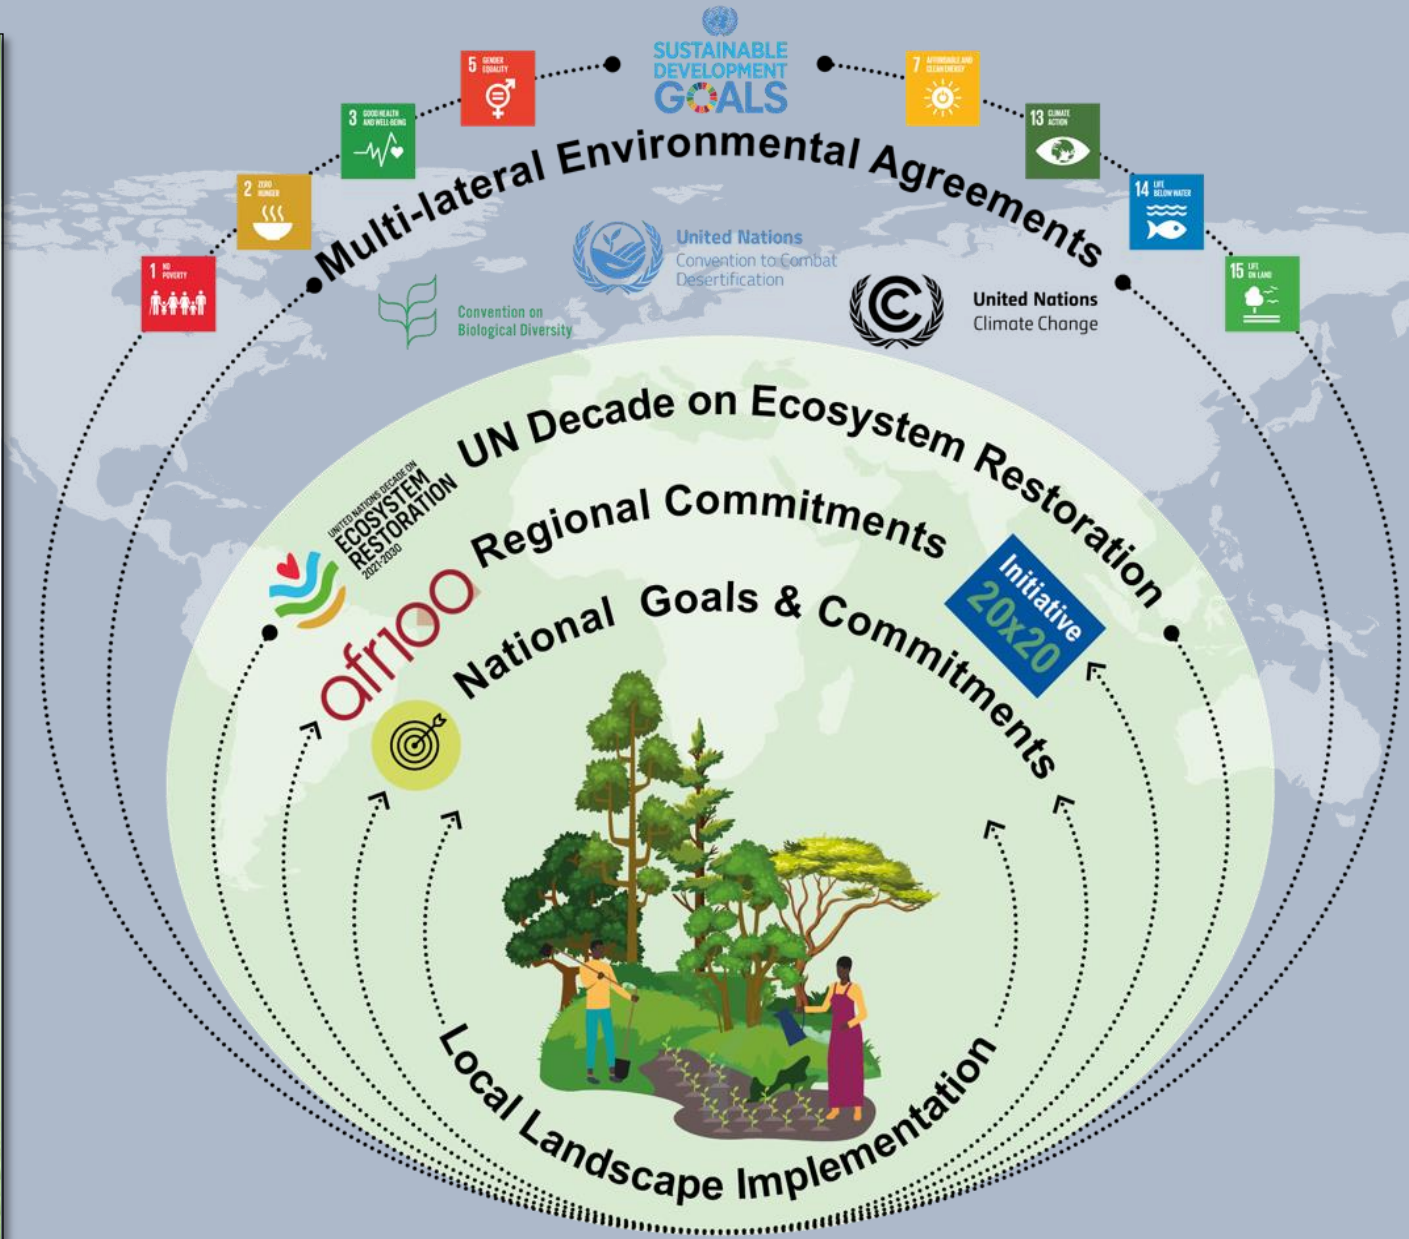 SUSTAINABLE
DEVELOPMENT
GOALS
5 GENDER
EQUALITY
7 AFFORDABLE AND
CLEAN ENERGY
3 GOOD HEALTH
AND WELL-BEING
13 CLIMATE
ACTION
2 ZERO
HUNGER
14 LIFE
BELOW WATER
1 NO
POVERTY
15 LIFE
ON LAND
Multi-lateral Environmental Agreements
United Nations
Convention to Combat
Desertification
Convention on
Biological Diversity
United Nations
Climate Change
UN Decade on Ecosystem Restoration
UNITED NATIONS DECADE ON
ECOSYSTEM
RESTORATION
2021-2030
Regional Commitments
afr100
Initiative
20x20
National Goals & Commitments
Local Landscape Implementation